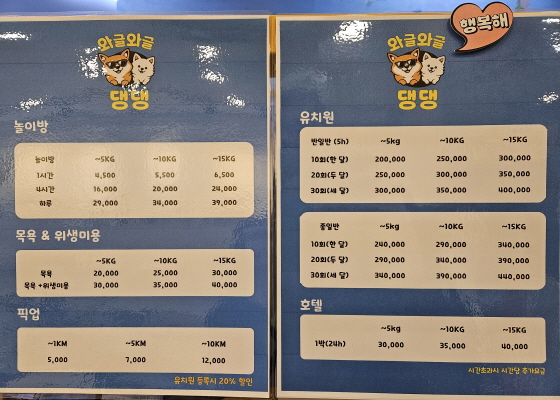 와글와글
댕댕
놀이방
놀이방 ~5KG ~10KG ~15KG
1시간 4,500 5,500 6,500
4시간 16,000 20,000 24,000
하루 29,000 34,000 39,000
목욕 & 위생미용
~5KG ~10KG ~15KG
목욕 20,000 25,000 30,000
목욕+위생미용 30,000 35,000 40,000
픽업
~1KM ~5KM ~10KM
5,000 7,000 12,000
유치원 등록시 20% 할인
행복해
와글와글
댕댕
유치원
반일반 (5h) ~5kg ~10KG ~15KG
10회(한 달) 200,000 250,000 300,000
20회(두 달) 250,000 300,000 350,000
30회(세 달) 300,000 350,000 400,000
종일반 ~5kg ~10KG ~15KG
10회(한 달) 240,000 290,000 340,000
20회(두 달) 290,000 340,000 390,000
30회(세 달) 340,000 390,000 440,000
호텔
~5kg ~10KG ~15KG
1박(24h) 30,000 35,000 40,000
시간초과시 시간당 추가요금